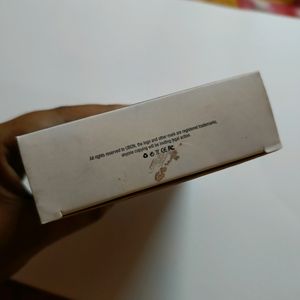 All rights reserved to UBON, the logo and other mark are registered trademarks,
anyone copying will be inviting legal action.